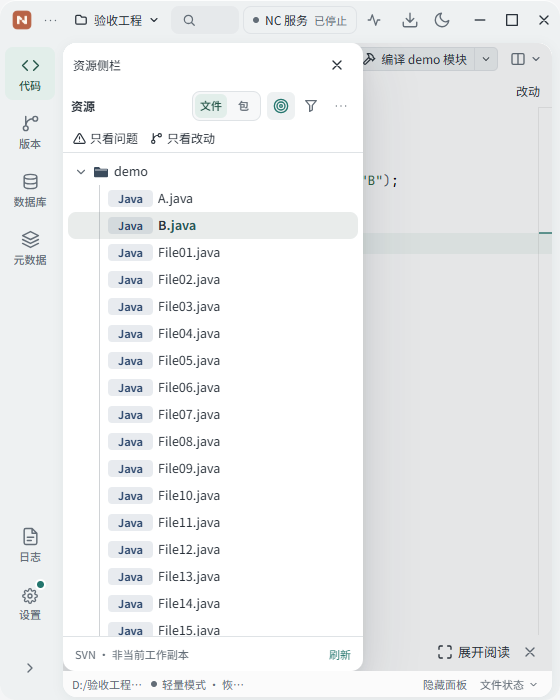 N ··· 验收工程 NC 服务 已停止
代码
版本
数据库
元数据
日志
设置
资源侧栏
资源 文件 包 ···
只看问题 只看改动
demo
Java A.java
Java B.java
Java File01.java
Java File02.java
Java File03.java
Java File04.java
Java File05.java
Java File06.java
Java File07.java
Java File08.java
Java File09.java
Java File10.java
Java File11.java
Java File12.java
Java File13.java
Java File14.java
Java File15.java
SVN · 非当前工作副本 刷新
编译 demo 模块
改动
"B");
展开阅读
D:/验收工程··· 轻量模式 · 恢··· 隐藏面板 文件状态